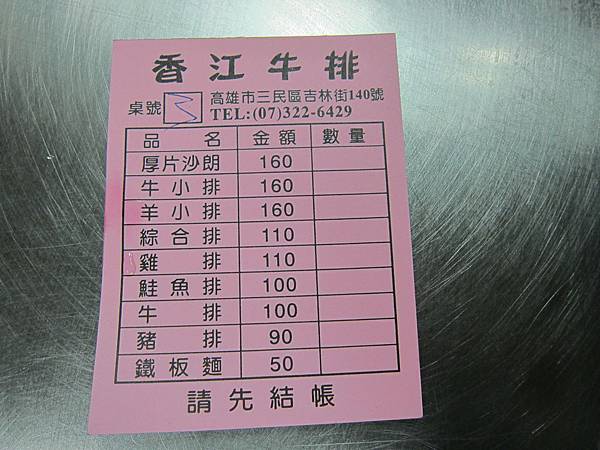 香江牛排
桌號 3 高雄市三民區吉林街140號
TEL:(07)322-6429
品名 金額 數量
厚片沙朗 160
牛小排 160
羊小排 160
綜合排 110
雞排 110
鮭魚排 100
牛排 100
豬排 90
鐵板麵 50
請先結帳